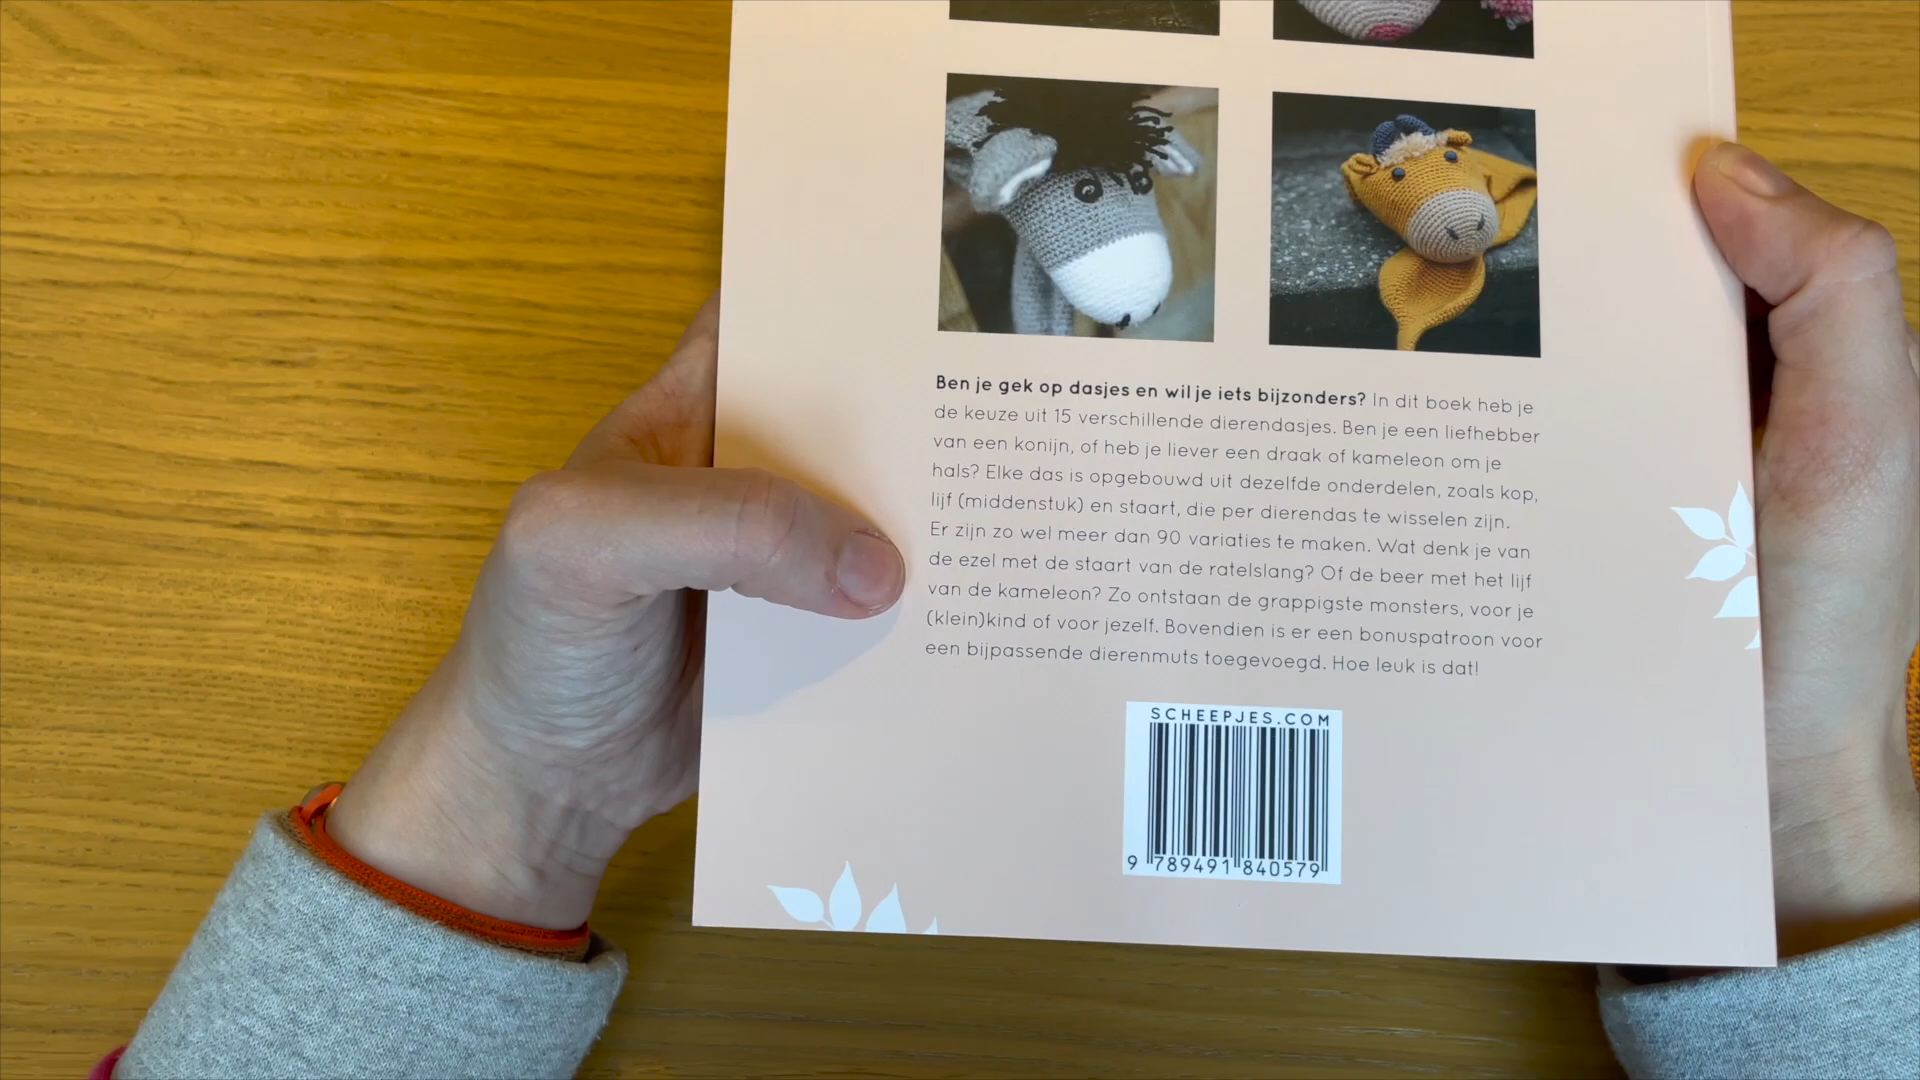 Ben je gek op dasjes en wil je iets bijzonders? In dit boek heb je
de keuze uit 15 verschillende dierendasjes. Ben je een liefhebber
van een konijn, of heb je liever een draak of kameleon om je
hals? Elke das is opgebouwd uit dezelfde onderdelen, zoals kop,
lijf (middenstuk) en staart, die per dierendas te wisselen zijn.
Er zijn zo wel meer dan 90 variaties te maken. Wat denk je van
de ezel met de staart van de ratelslang? Of de beer met het lijf
van de kameleon? Zo ontstaan de grappigste monsters, voor je
(klein)kind of voor jezelf. Bovendien is er een bonuspatroon voor
een bijpassende dierenmuts toegevoegd. Hoe leuk is dat!
SCHEEPJES.COM
9 789491 840579